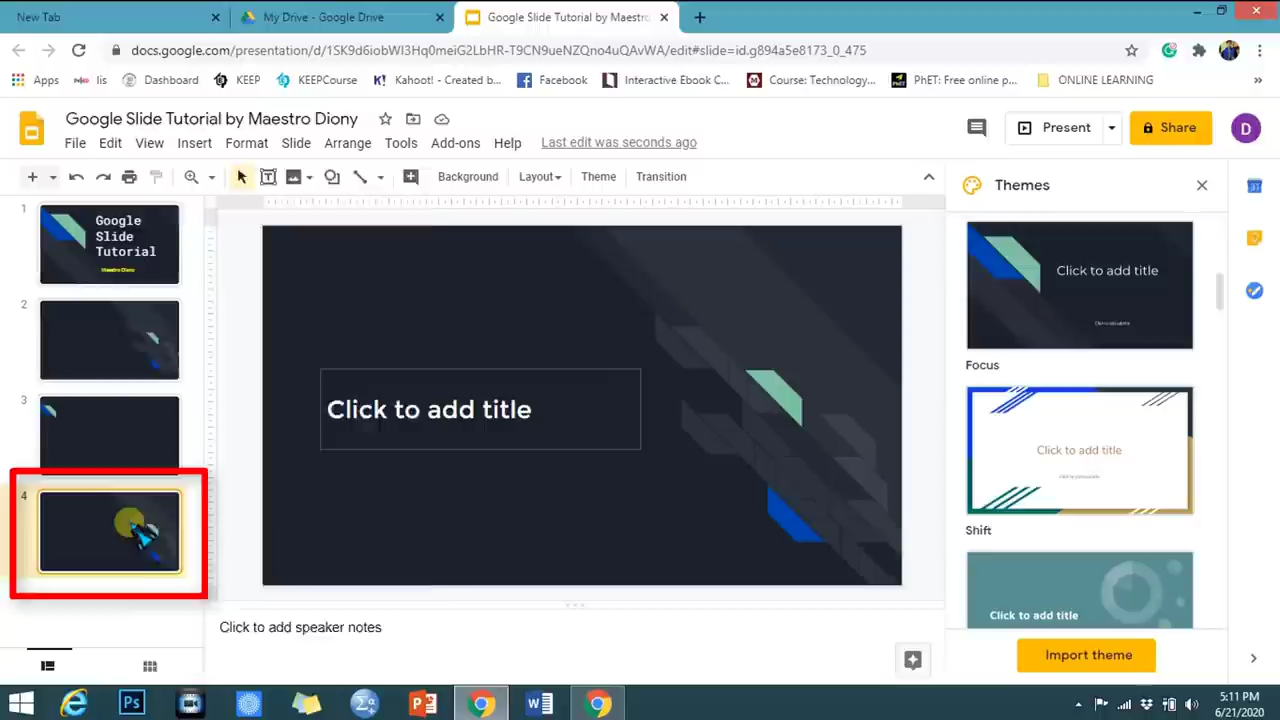 New Tab
My Drive - Google Drive
Google Slide Tutorial by Maestro
docs.google.com/presentation/d/1SK9d6iobWI3Hq0meiG2LbHR-T9CN9ueNZQno4uQAvWA/edit#slide=id.g894a5e8173_0_475
Apps
lis
Dashboard
KEEP
KEEPCourse
Kahoot! - Created b...
Facebook
Interactive Ebook C...
Course: Technology...
PhET: Free online p...
ONLINE LEARNING
Google Slide Tutorial by Maestro Diony
Present
Share
D
File Edit View Insert Format Slide Arrange Tools Add-ons Help Last edit was seconds ago
Background Layout Theme Transition
1
Google
Slide
Tutorial
Maestro Diony
2
3
4
Click to add title
Click to add speaker notes
Themes
Click to add title
Focus
Click to add title
Shift
Click to add title
Import theme
5:11 PM
6/21/2020